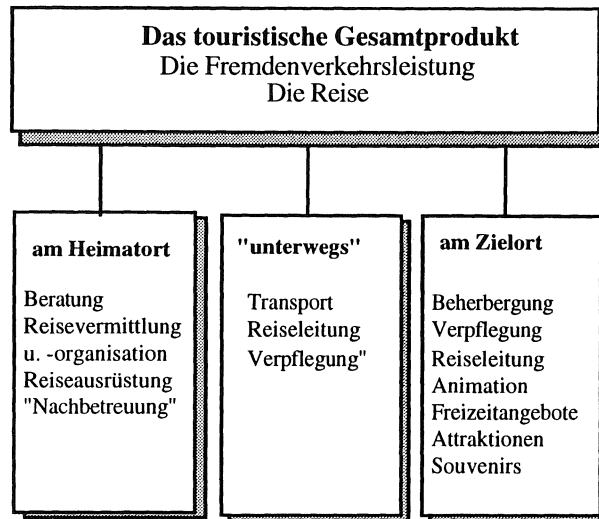 Das touristische Gesamtprodukt
Die Fremdenverkehrsleistung
Die Reise
am Heimatort
Beratung
Reisevermittlung
u. -organisation
Reiseausrüstung
"Nachbetreuung"
"unterwegs"
Transport
Reiseleitung
Verpflegung"
am Zielort
Beherbergung
Verpflegung
Reiseleitung
Animation
Freizeitangebote
Attraktionen
Souvenirs